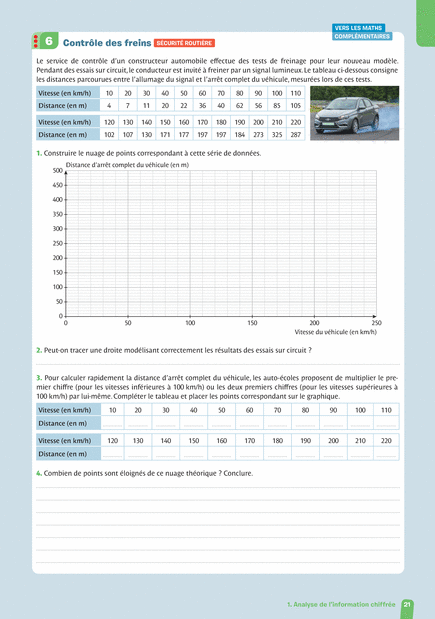 VERS LES MATHS
COMPLÉMENTAIRES
6 Contrôle des freins SÉCURITÉ ROUTIÈRE
Le service de contrôle d'un constructeur automobile effectue des tests de freinage pour leur nouveau modèle.
Pendant des essais sur circuit, le conducteur est invité à freiner par un signal lumineux. Le tableau ci-dessous consigne
les distances parcourues entre l'allumage du signal et l'arrêt complet du véhicule, mesurées lors de ces tests.
Vitesse (en km/h) 10 20 30 40 50 60 70 80 90 100 110
Distance (en m) 4 7 11 20 22 36 40 62 56 85 105
Vitesse (en km/h) 120 130 140 150 160 170 180 190 200 210 220
Distance (en m) 102 107 130 171 177 197 197 184 273 325 287
1. Construire le nuage de points correspondant à cette série de données.
Distance d'arrêt complet du véhicule (en m)
500
450
400
350
300
250
200
150
100
50
0
0 50 100 150 200 250
Vitesse du véhicule (en km/h)
2. Peut-on tracer une droite modélisant correctement les résultats des essais sur circuit ?
3. Pour calculer rapidement la distance d'arrêt complet du véhicule, les auto-écoles proposent de multiplier le pre-
mier chiffre (pour les vitesses inférieures à 100 km/h) ou les deux premiers chiffres (pour les vitesses supérieures à
100 km/h) par lui-même. Compléter le tableau et placer les points correspondant sur le graphique.
Vitesse (en km/h) 10 20 30 40 50 60 70 80 90 100 110
Distance (en m)
Vitesse (en km/h) 120 130 140 150 160 170 180 190 200 210 220
Distance (en m)
4. Combien de points sont éloignés de ce nuage théorique ? Conclure.
1. Analyse de l'information chiffrée 21